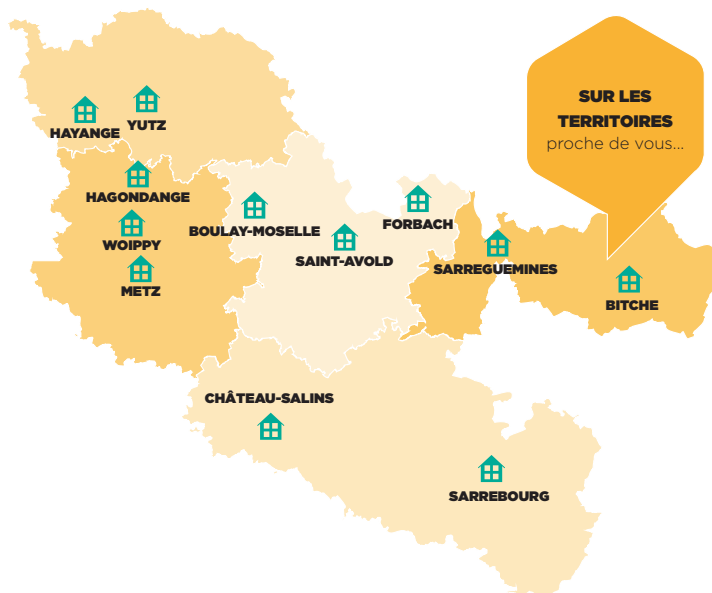 SUR LES
TERRITOIRES
proche de vous...
YUTZ
HAYANGE
HAGONDANGE
WOIPPY
METZ
BOULAY-MOSELLE
SAINT-AVOLD
FORBACH
SARREGUEMINES
BITCHE
CHÂTEAU-SALINS
SARREBOURG